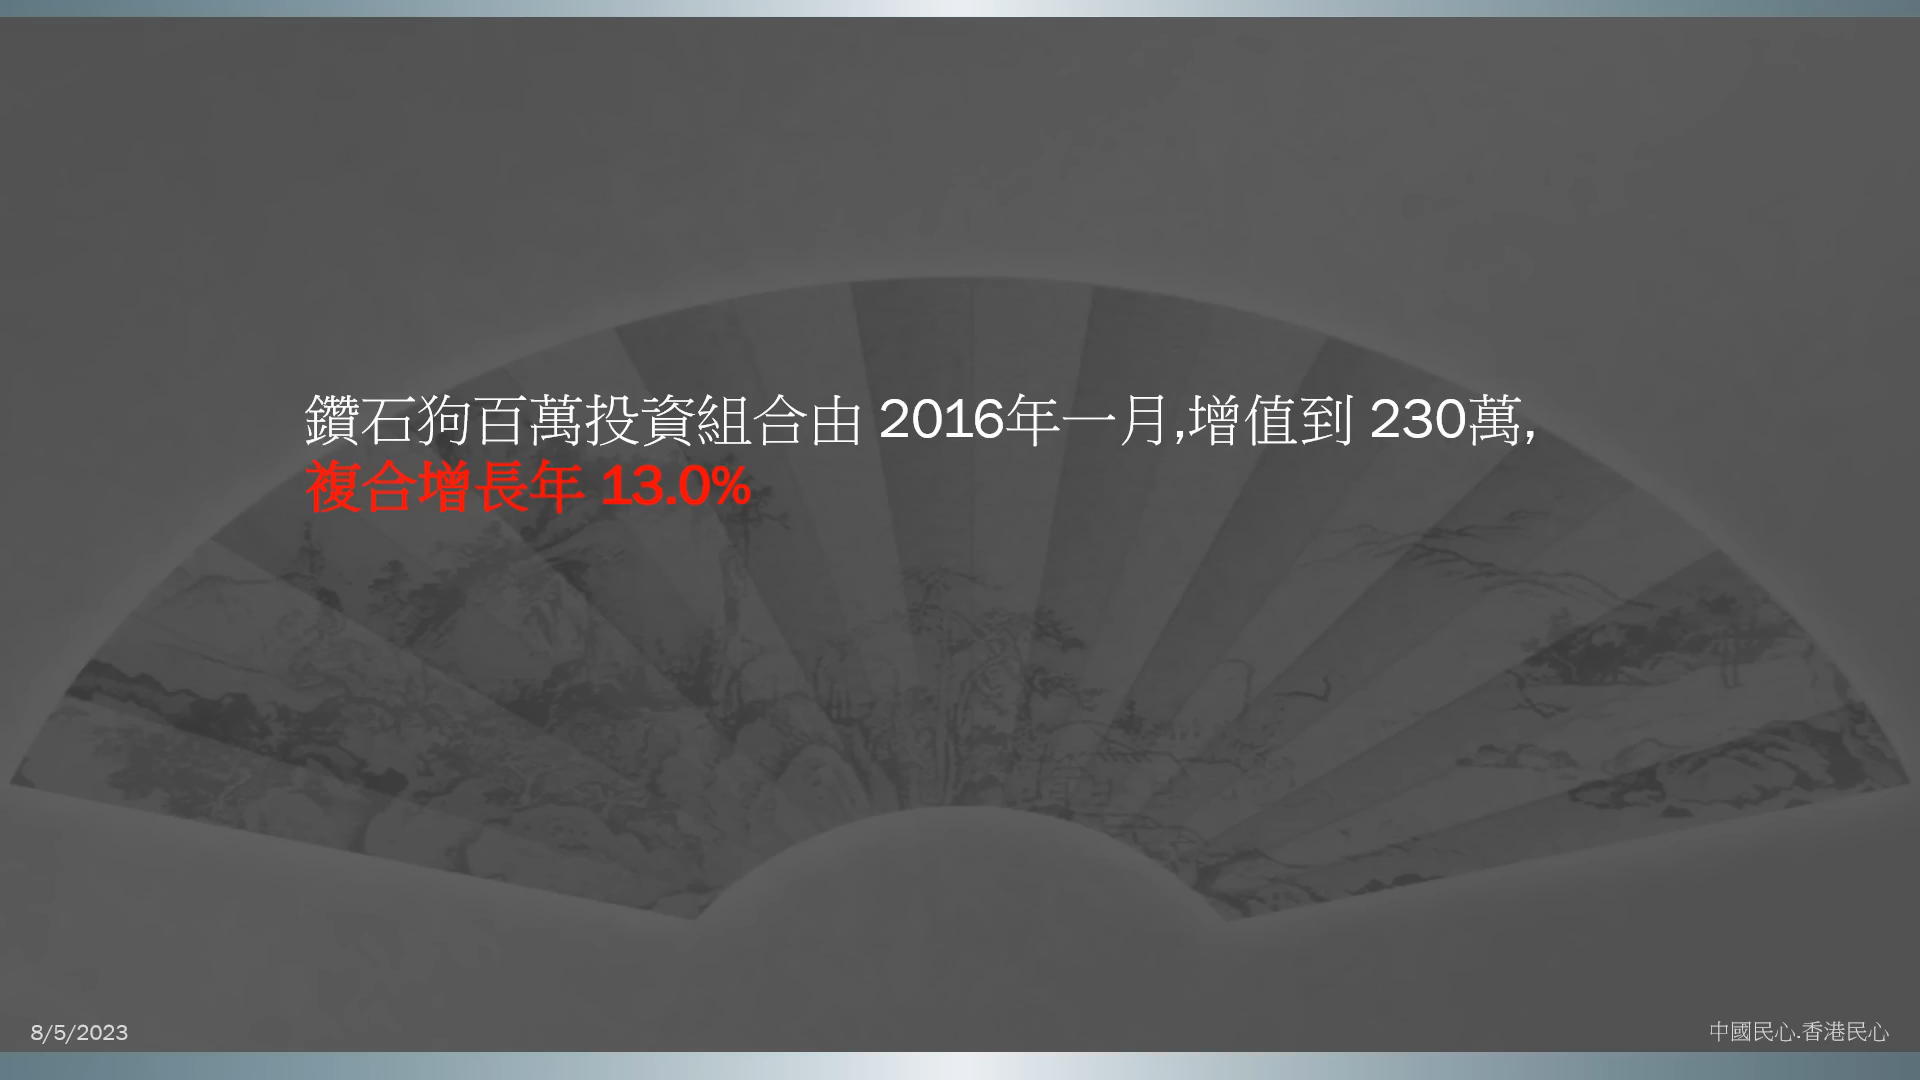 鑽石狗百萬投資組合由 2016年一月,增值到 230萬,
複合增長年 13.0%
8/5/2023
中國民心.香港民心